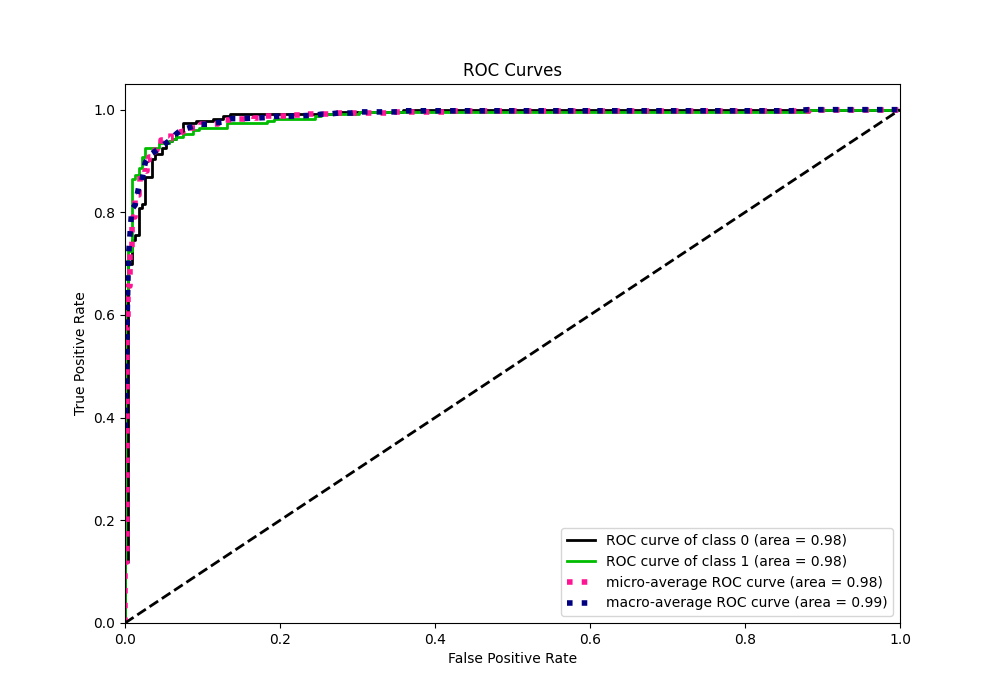 ROC Curves
1.0
0.8
0.6
0.4
0.2
0.0
True Positive Rate
ROC curve of class 0 (area = 0.98)
ROC curve of class 1 (area = 0.98)
micro-average ROC curve (area = 0.98)
macro-average ROC curve (area = 0.99)
0.0 0.2 0.4 0.6 0.8 1.0
False Positive Rate